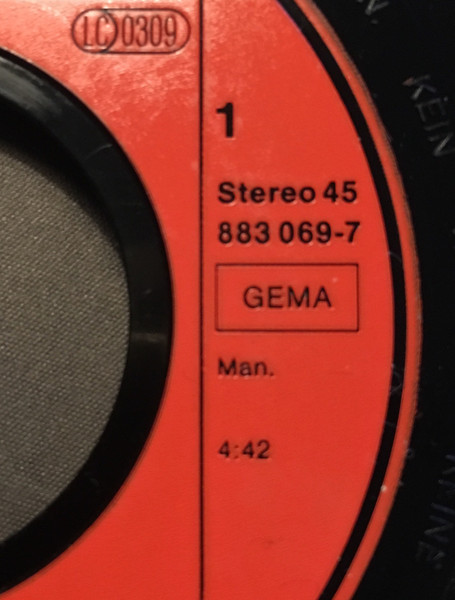 LC 0309
1
Stereo 45
883 069-7
GEMA
Man.
4:42
KEIN